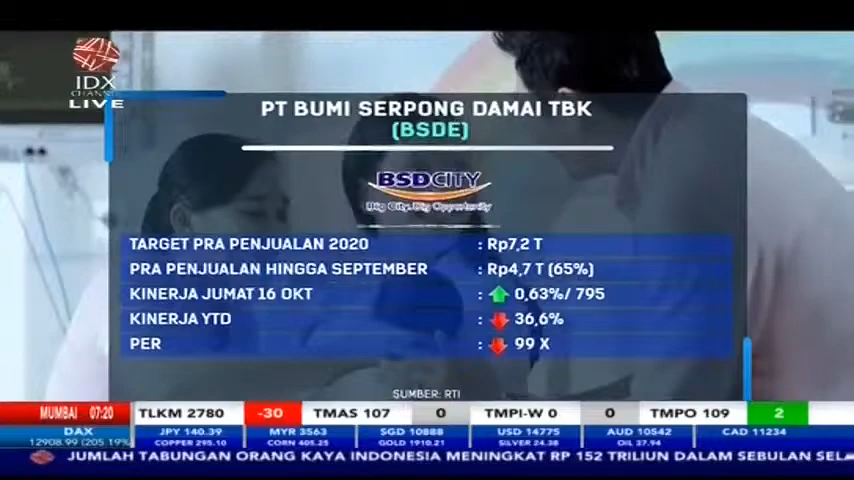 IDX
CHANNEL
LIVE
PT BUMI SERPONG DAMAI TBK
(BSDE)
BSDCITY
Big City. Big Opportunity
TARGET PRA PENJUALAN 2020 : Rp7,2 T
PRA PENJUALAN HINGGA SEPTEMBER : Rp4,7 T (65%)
KINERJA JUMAT 16 OKT : 0,63%/ 795
KINERJA YTD : 36,6%
PER : 99 X
SUMBER: RTI
MUMBAI 07:20 TLKM 2780 -30 TMAS 107 0 TMPI-W 0 0 TMPO 109 2
DAX JPY 140.39 MYR 3563 SGD 10888 USD 14775 AUD 10542 CAD 11234
12908.99 (205.19%) COPPER 295.10 CORN 405.25 GOLD 1910.21 SILVER 24.38 OIL 37.94
JUMLAH TABUNGAN ORANG KAYA INDONESIA MENINGKAT RP 152 TRILIUN DALAM SEBULAN